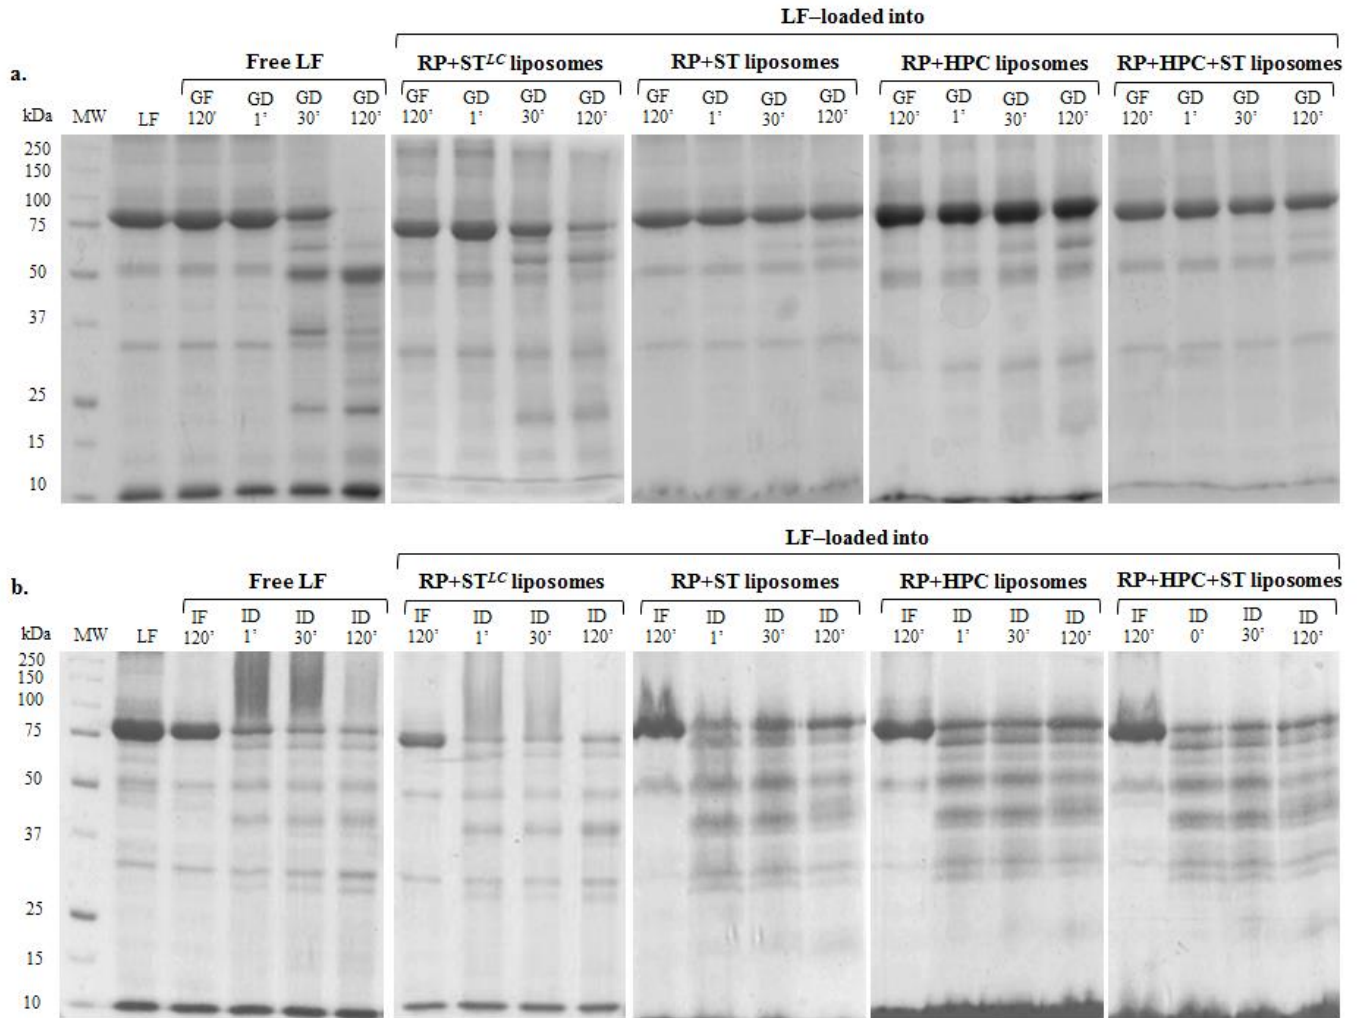 LF–loaded into
a.
Free LF
RP+ST^LC liposomes
RP+ST liposomes
RP+HPC liposomes
RP+HPC+ST liposomes
GF GD GD GD GF GD GD GD GF GD GD GD GF GD GD GD GF GD GD GD
kDa MW LF 120' 1' 30' 120' 120' 1' 30' 120' 120' 1' 30' 120' 120' 1' 30' 120' 120' 1' 30' 120'
250
150
100
75
50
37
25
15
10
LF–loaded into
b.
Free LF
RP+ST^LC liposomes
RP+ST liposomes
RP+HPC liposomes
RP+HPC+ST liposomes
IF ID ID ID IF ID ID ID IF ID ID ID IF ID ID ID IF ID ID ID
kDa MW LF 120' 1' 30' 120' 120' 1' 30' 120' 120' 1' 30' 120' 120' 1' 30' 120' 120' 0' 30' 120'
250
150
100
75
50
37
25
15
10